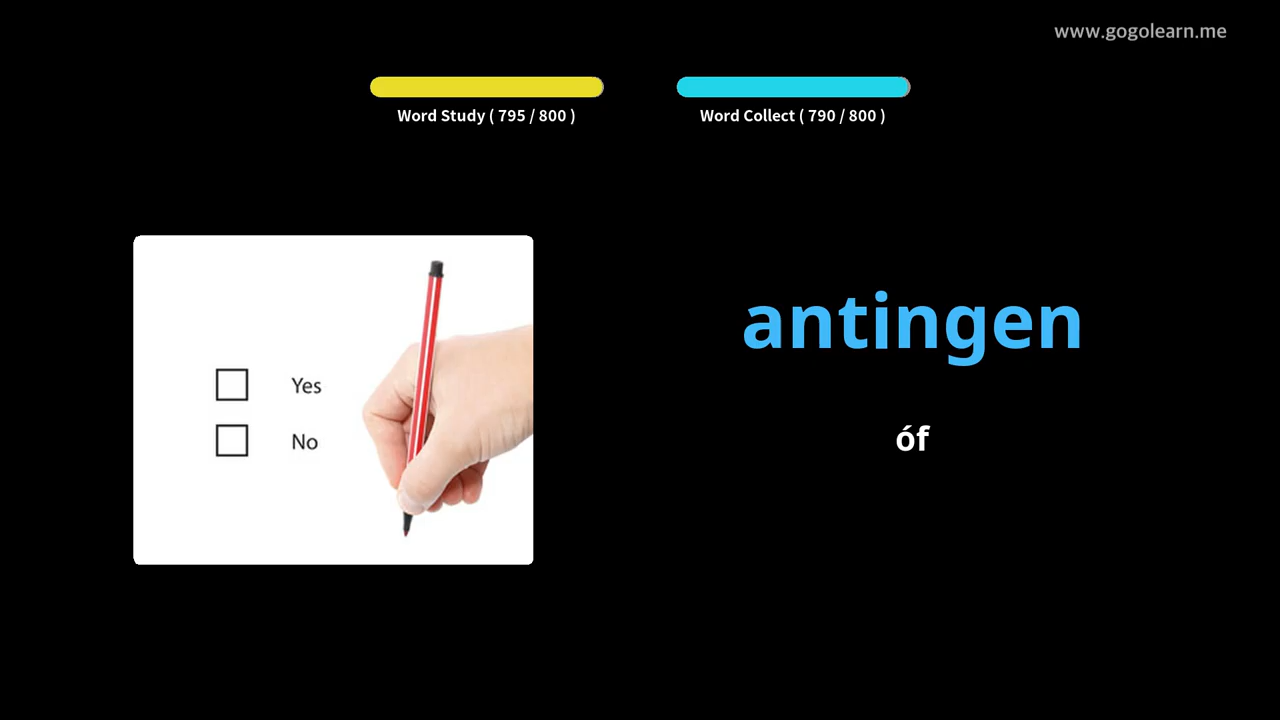 www.gogolearn.me
Word Study ( 795 / 800 )
Word Collect ( 790 / 800 )
Yes
No
antingen
óf